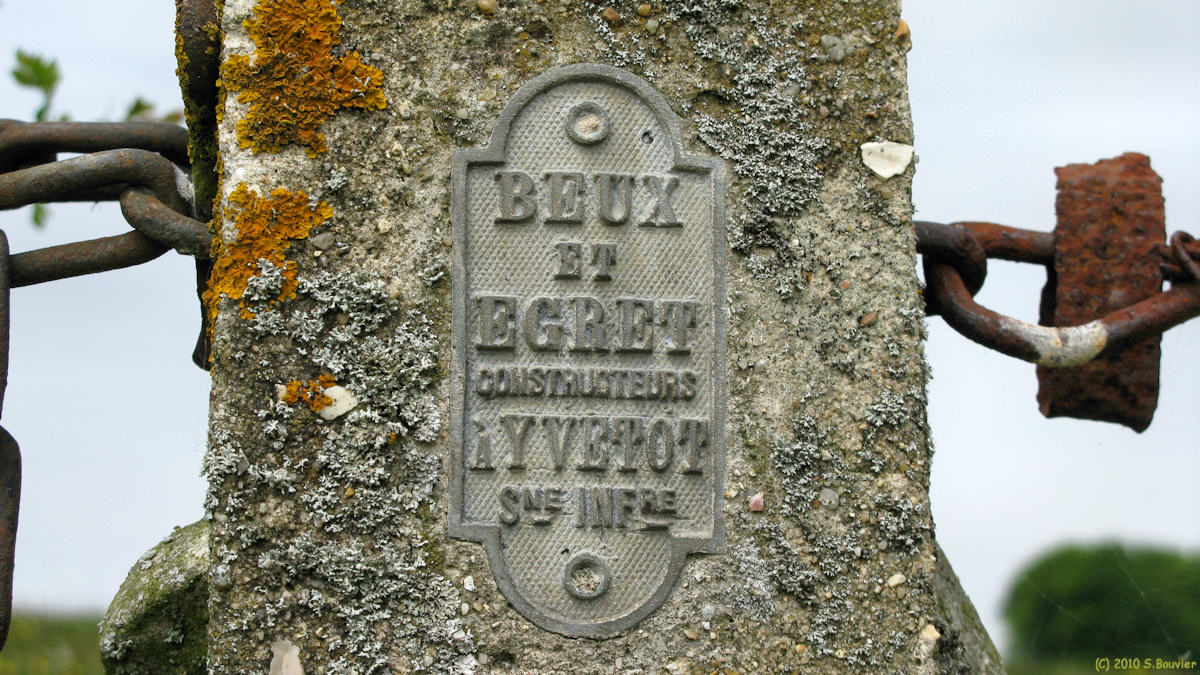 BEUX
ET
EGRET
CONSTRUCTEURS
À YVETOT
SNE INFRE
(C) 2010 S.Bouvier